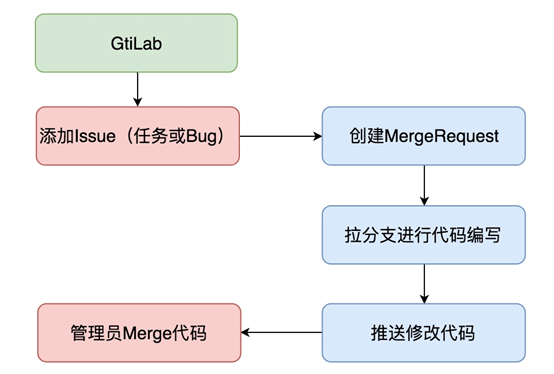 GtiLab
添加Issue（任务或Bug）
创建MergeRequest
拉分支进行代码编写
推送修改代码
管理员Merge代码